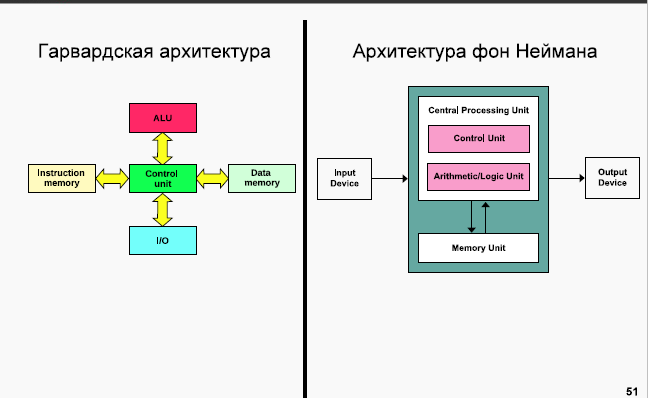 Гарвардская архитектура
ALU
Instruction
memory
Control
unit
Data
memory
I/O
Архитектура фон Неймана
Central Processing Unit
Control Unit
Arithmetic/Logic Unit
Input
Device
Output
Device
Memory Unit
51